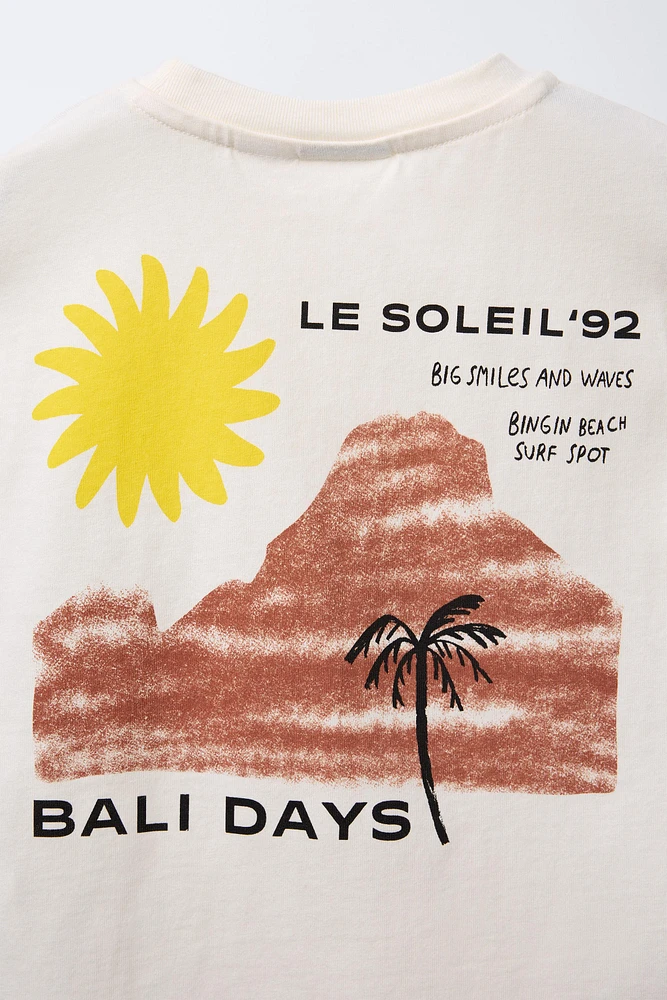 LE SOLEIL'92
BIG SMILES AND WAVES
BINGIN BEACH
SURF SPOT
BALI DAYS